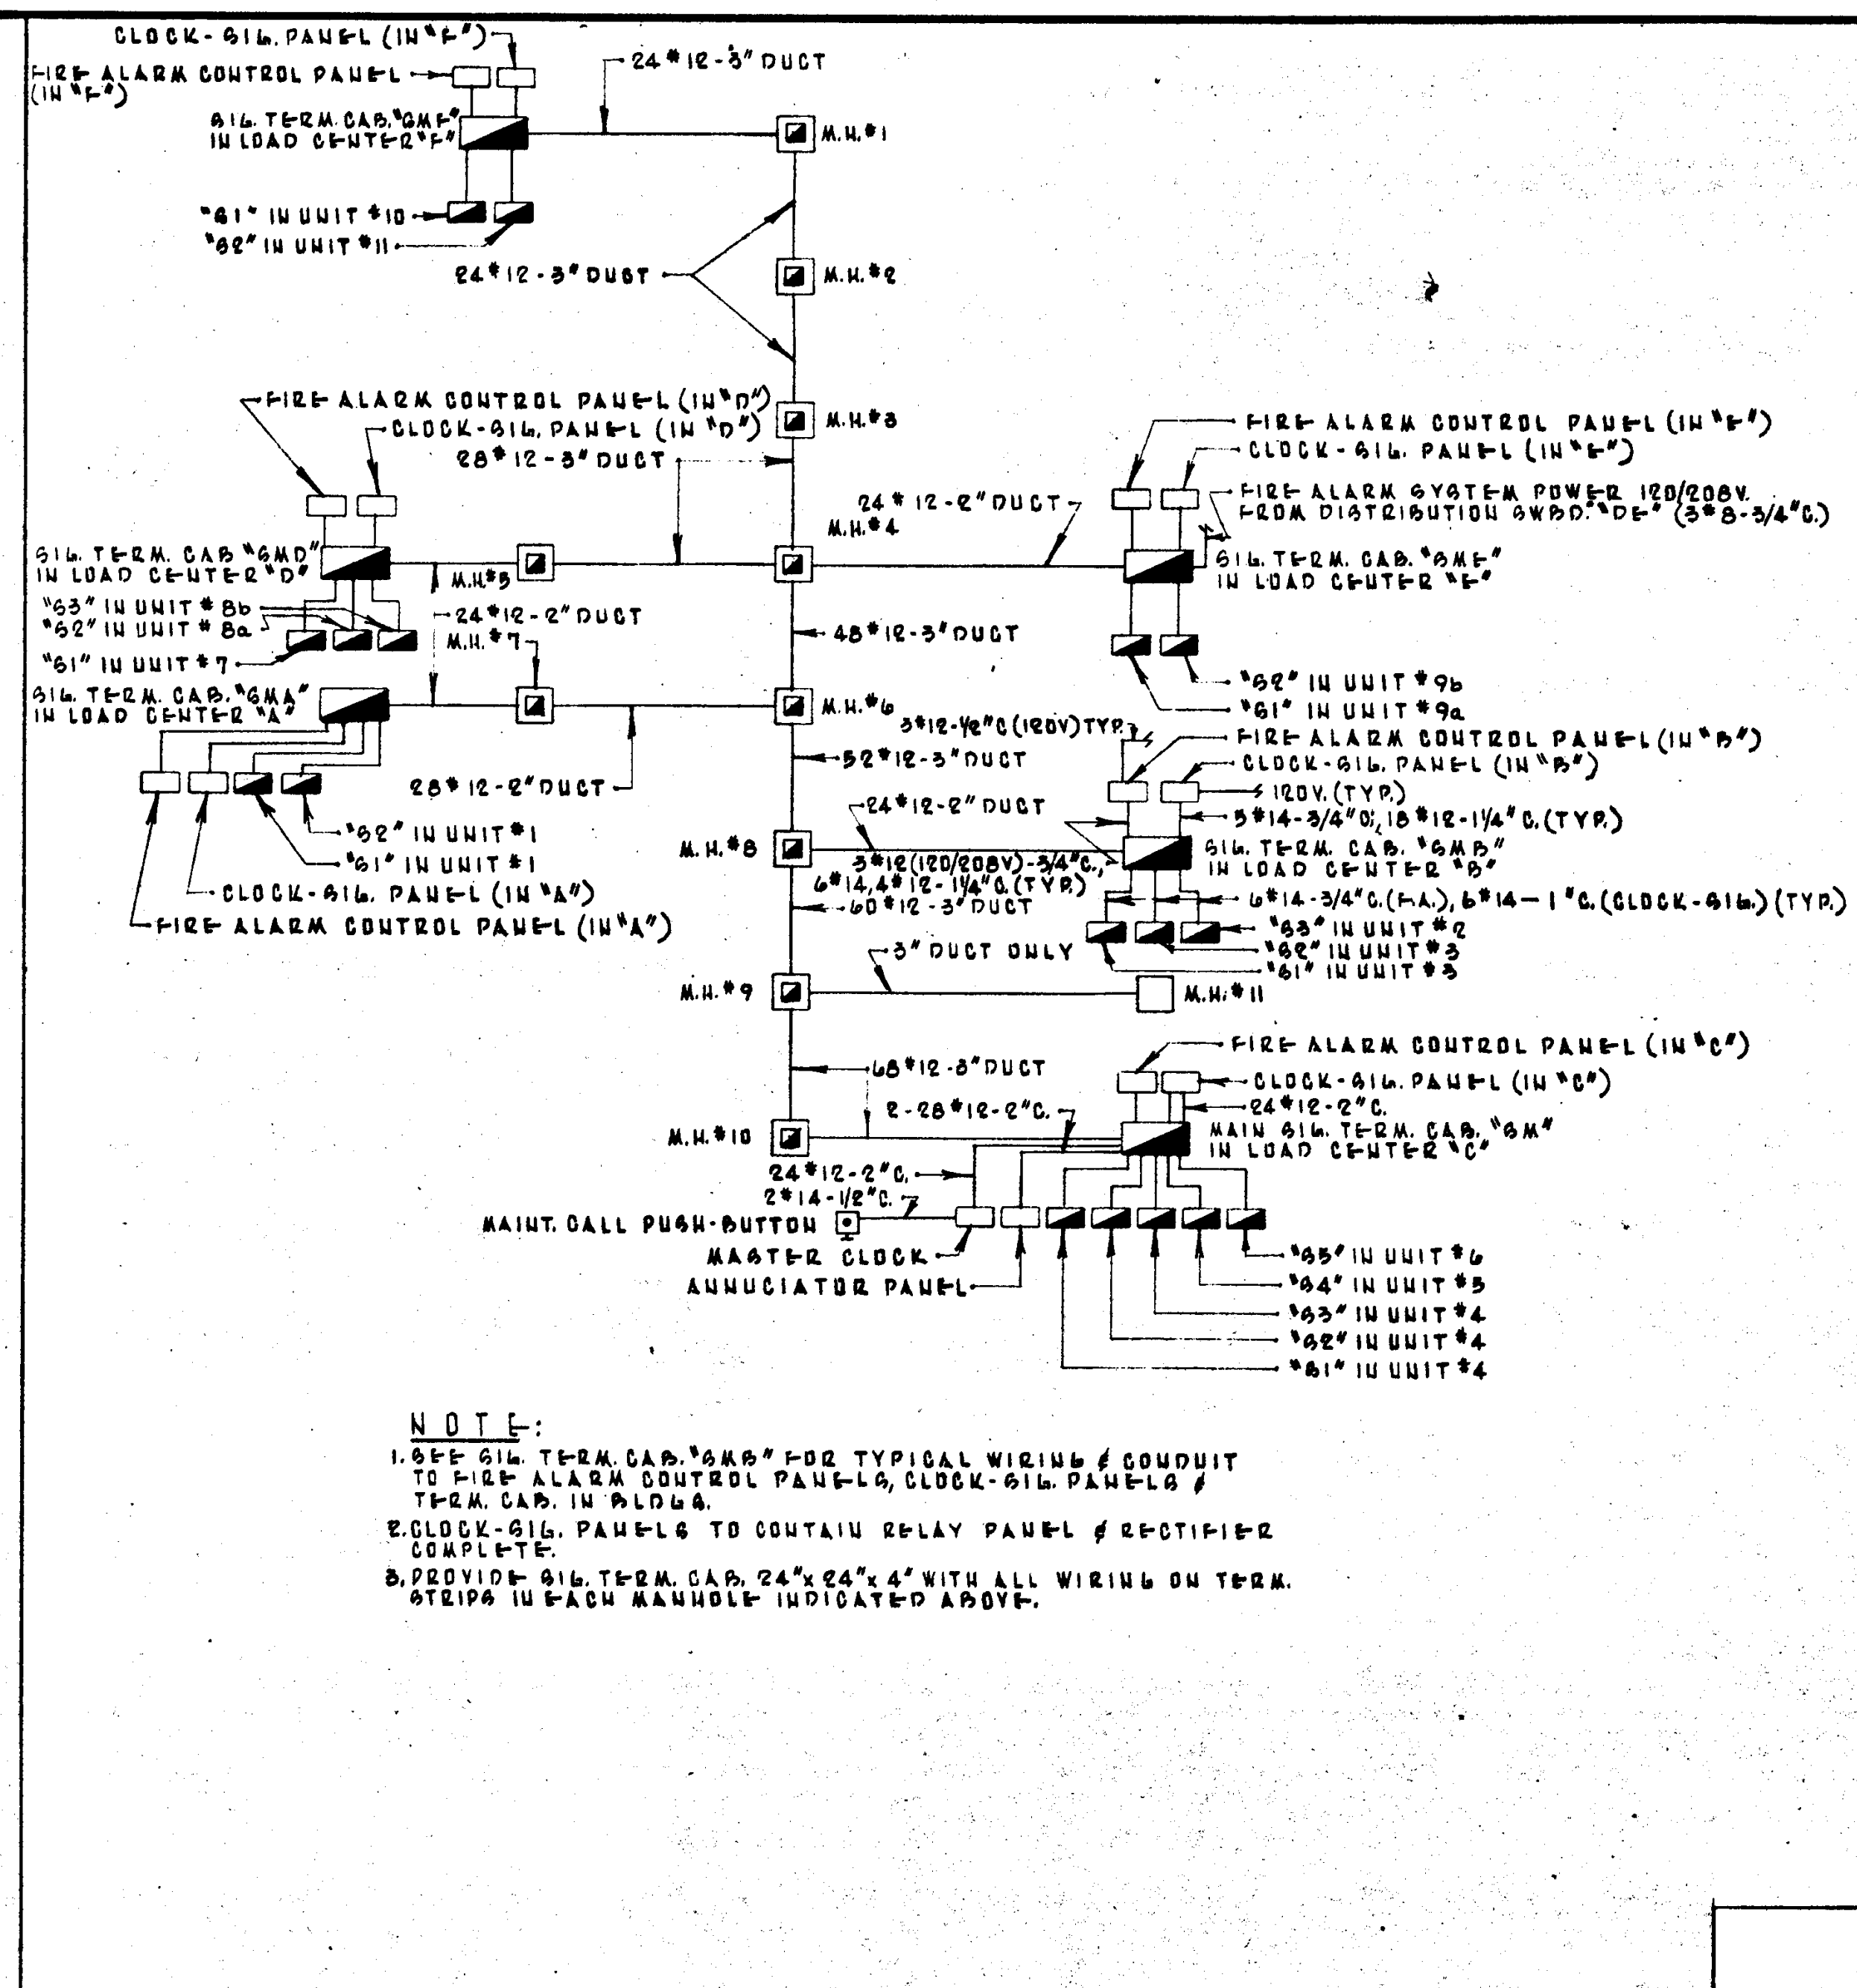 CLOCK-SIG. PANEL (IN "F")
FIRE ALARM CONTROL PANEL
(IN "F")
24#12-3" DUCT
SIG. TERM. CAB. "SMF"
IN LOAD CENTER "F"
M.H.#1
"S1" IN UNIT #10
"S2" IN UNIT #11
24#12-3" DUCT
M.H.#2
FIRE ALARM CONTROL PANEL (IN "D")
CLOCK-SIG. PANEL (IN "D")
28#12-3" DUCT
M.H.#3
FIRE ALARM CONTROL PANEL (IN "E")
CLOCK-SIG. PANEL (IN "E")
FIRE ALARM SYSTEM POWER 120/208V.
FROM DISTRIBUTION SWBD. "DE" (3#8-3/4"C.)
24#12-2" DUCT
M.H.#4
SIG. TERM. CAB "SMD"
IN LOAD CENTER "D"
M.H.#5
SIG. TERM. CAB. "SME"
IN LOAD CENTER "E"
"S3" IN UNIT #8b
"S2" IN UNIT #8a
"S1" IN UNIT #7
24#12-2" DUCT
M.H.#7
48#12-3" DUCT
"S2" IN UNIT #9b
"S1" IN UNIT #9a
SIG. TERM. CAB. "SMA"
IN LOAD CENTER "A"
M.H.#6
3#12-1/2"C (120V) TYP.
FIRE ALARM CONTROL PANEL (IN "B")
CLOCK-SIG. PANEL (IN "B")
52#12-3" DUCT
28#12-2" DUCT
120V. (TYP.)
24#12-2" DUCT
5#14-3/4"C., 18#12-1 1/4"C. (TYP.)
"S2" IN UNIT #1
"S1" IN UNIT #1
CLOCK-SIG. PANEL (IN "A")
FIRE ALARM CONTROL PANEL (IN "A")
M.H.#8
SIG. TERM. CAB. "SMB"
IN LOAD CENTER "B"
3#12(120/208V)-3/4"C.,
6#14, 4#12-1 1/4"C. (TYP.)
60#12-3" DUCT
6#14-3/4"C. (F.A.), 6#14-1"C. (CLOCK-SIG.) (TYP.)
"S3" IN UNIT #2
"S2" IN UNIT #3
"S1" IN UNIT #3
3" DUCT ONLY
M.H.#9
M.H.#11
FIRE ALARM CONTROL PANEL (IN "C")
CLOCK-SIG. PANEL (IN "C")
68#12-3" DUCT
24#12-2"C.
2-28#12-2"C.
M.H.#10
MAIN SIG. TERM. CAB. "SM"
IN LOAD CENTER "C"
24#12-2"C.
2#14-1/2"C.
MAINT. CALL PUSH-BUTTON
MASTER CLOCK
ANNUCIATOR PANEL
"S5" IN UNIT #6
"S4" IN UNIT #5
"S3" IN UNIT #4
"S2" IN UNIT #4
"S1" IN UNIT #4
NOTE:
1. SEE SIG. TERM. CAB. "SMB" FOR TYPICAL WIRING & CONDUIT
TO FIRE ALARM CONTROL PANELS, CLOCK-SIG. PANELS &
TERM. CAB. IN BLDGS.
2. CLOCK-SIG. PANELS TO CONTAIN RELAY PANEL & RECTIFIER
COMPLETE.
3. PROVIDE SIG. TERM. CAB. 24"x24"x4" WITH ALL WIRING ON TERM.
STRIPS IN EACH MANHOLE INDICATED ABOVE.